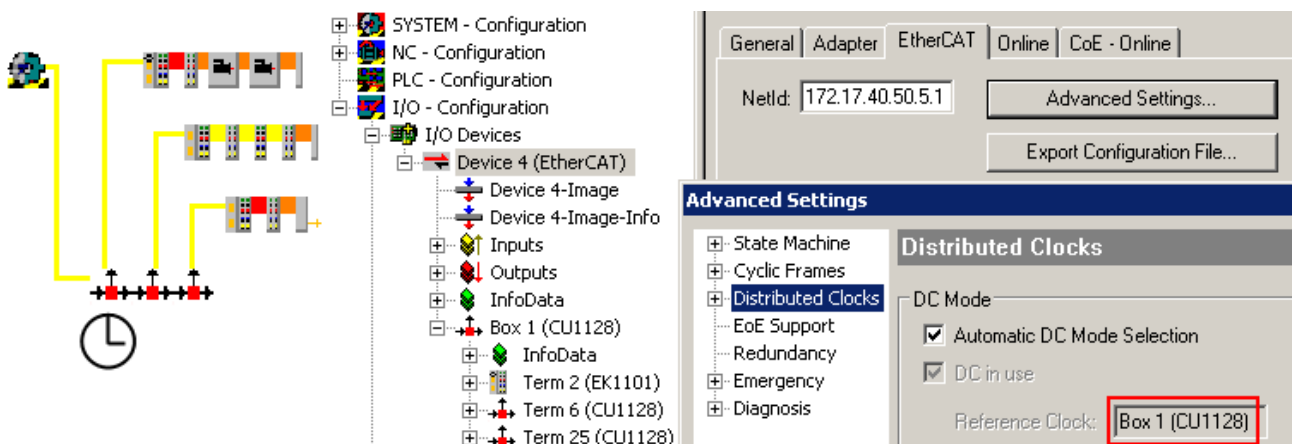 SYSTEM - Configuration
NC - Configuration
PLC - Configuration
I/O - Configuration
I/O Devices
Device 4 (EtherCAT)
Device 4-Image
Device 4-Image-Info
Inputs
Outputs
InfoData
Box 1 (CU1128)
InfoData
Term 2 (EK1101)
Term 6 (CU1128)
Term 25 (CU1128)
General Adapter EtherCAT Online CoE - Online
NetId: 172.17.40.50.5.1 Advanced Settings...
Export Configuration File...
Advanced Settings
State Machine
Cyclic Frames
Distributed Clocks
EoE Support
Redundancy
Emergency
Diagnosis
Distributed Clocks
DC Mode
Automatic DC Mode Selection
DC in use
Reference Clock: Box 1 (CU1128)